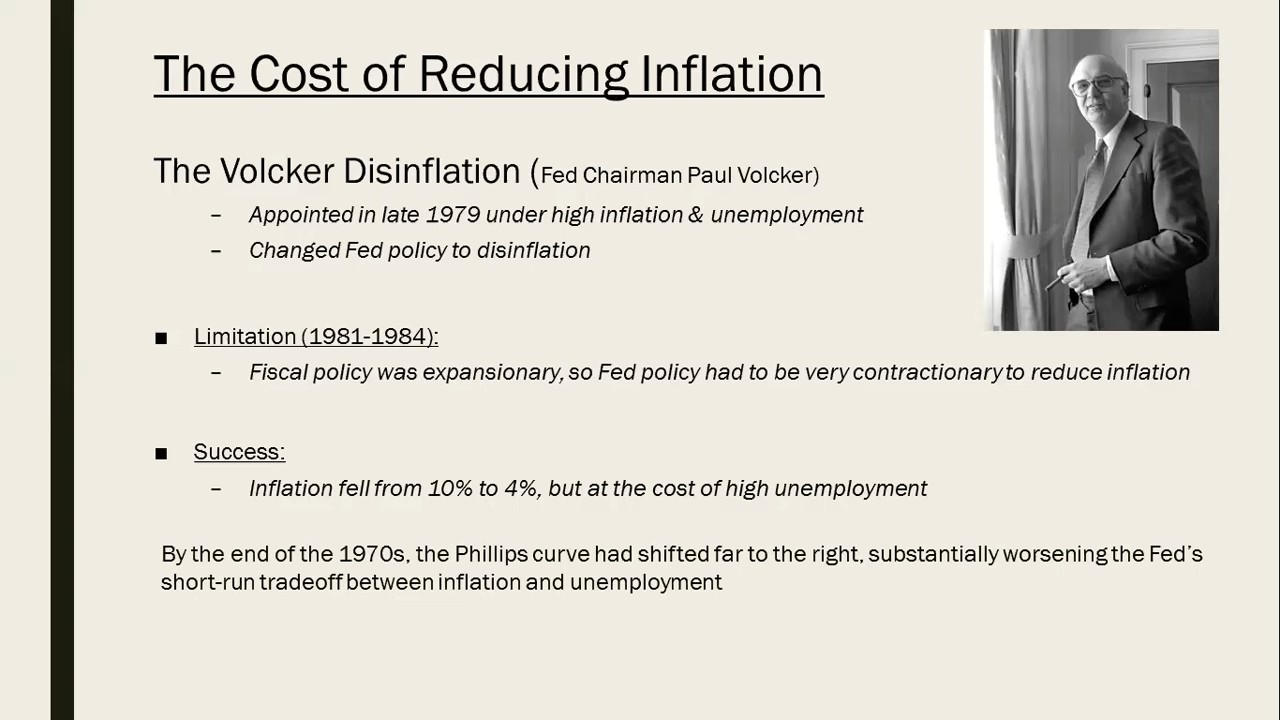 The Cost of Reducing Inflation
The Volcker Disinflation (Fed Chairman Paul Volcker)
– Appointed in late 1979 under high inflation & unemployment
– Changed Fed policy to disinflation
■ Limitation (1981-1984):
– Fiscal policy was expansionary, so Fed policy had to be very contractionary to reduce inflation
■ Success:
– Inflation fell from 10% to 4%, but at the cost of high unemployment
By the end of the 1970s, the Phillips curve had shifted far to the right, substantially worsening the Fed’s
short-run tradeoff between inflation and unemployment